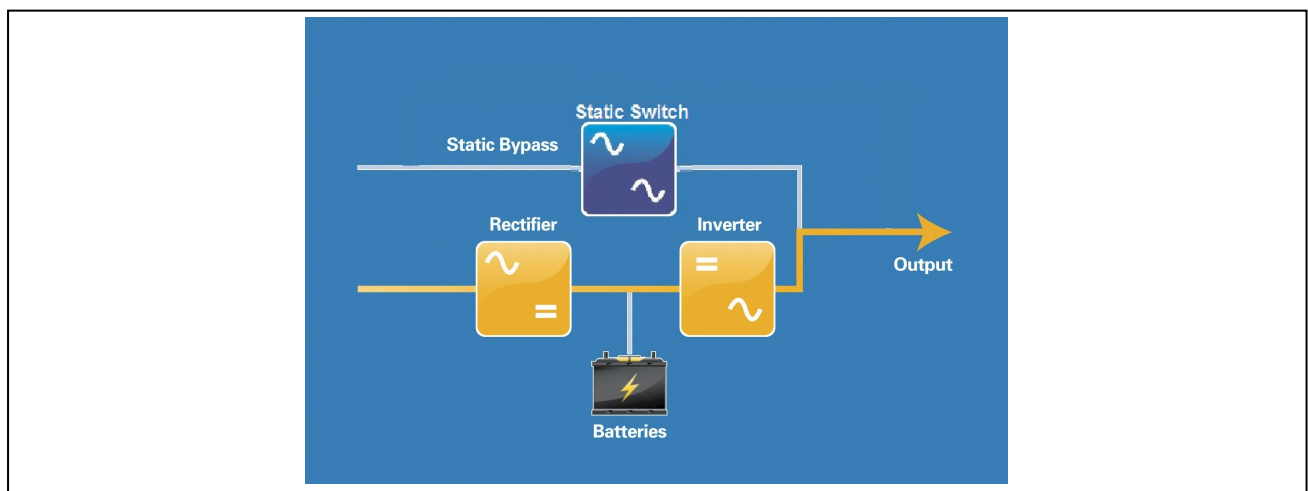 Static Switch
Static Bypass
Rectifier
Inverter
Output
Batteries